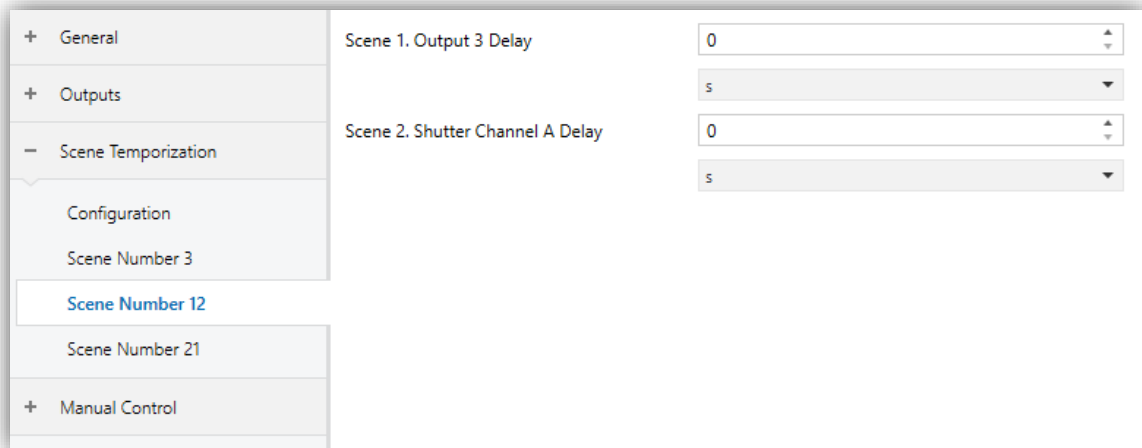 + General
+ Outputs
− Scene Temporization
Configuration
Scene Number 3
Scene Number 12
Scene Number 21
+ Manual Control
Scene 1. Output 3 Delay
0
s
Scene 2. Shutter Channel A Delay
0
s